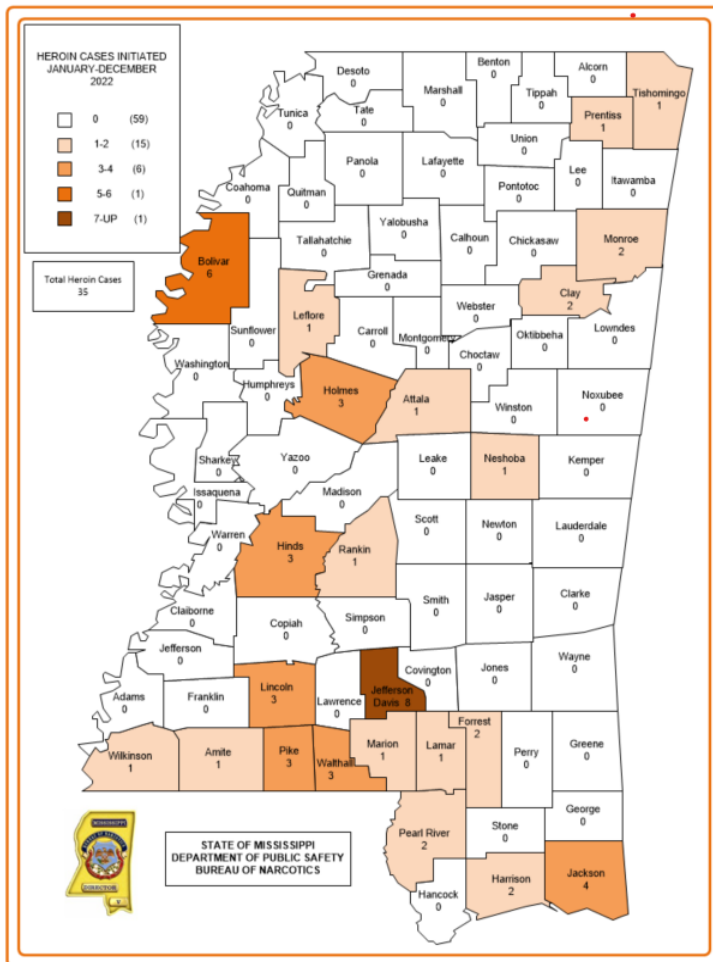 HEROIN CASES INITIATED
JANUARY-DECEMBER
2022
0 (59)
1-2 (15)
3-4 (6)
5-6 (1)
7-UP (1)
Total Heroin Cases
35
Desoto
0
Marshall
0
Benton
0
Tippah
0
Alcorn
0
Tishomingo
1
Prentiss
1
Tunica
0
Tate
0
Union
0
Panola
0
Lafayette
0
Lee
0
Itawamba
0
Pontotoc
0
Coahoma
0
Quitman
0
Yalobusha
0
Calhoun
0
Chickasaw
0
Monroe
2
Tallahatchie
0
Bolivar
6
Grenada
0
Clay
2
Webster
0
Leflore
1
Sunflower
0
Carroll
0
Montgomery
0
Oktibbeha
0
Lowndes
0
Choctaw
0
Washington
0
Humphreys
0
Holmes
3
Attala
1
Winston
0
Noxubee
0
Sharkey
0
Yazoo
0
Leake
0
Neshoba
1
Kemper
0
Issaquena
0
Madison
0
Scott
0
Newton
0
Lauderdale
0
Warren
0
Hinds
3
Rankin
1
Smith
0
Jasper
0
Clarke
0
Claiborne
0
Copiah
0
Simpson
0
Jefferson
0
Covington
0
Jones
0
Wayne
0
Adams
0
Franklin
0
Lincoln
3
Lawrence
0
Jefferson
Davis 8
Forrest
2
Wilkinson
1
Amite
1
Pike
3
Walthall
3
Marion
1
Lamar
1
Perry
0
Greene
0
George
0
Pearl River
2
Stone
0
Hancock
0
Harrison
2
Jackson
4
MISSISSIPPI
DIRECTOR
STATE OF MISSISSIPPI
DEPARTMENT OF PUBLIC SAFETY
BUREAU OF NARCOTICS